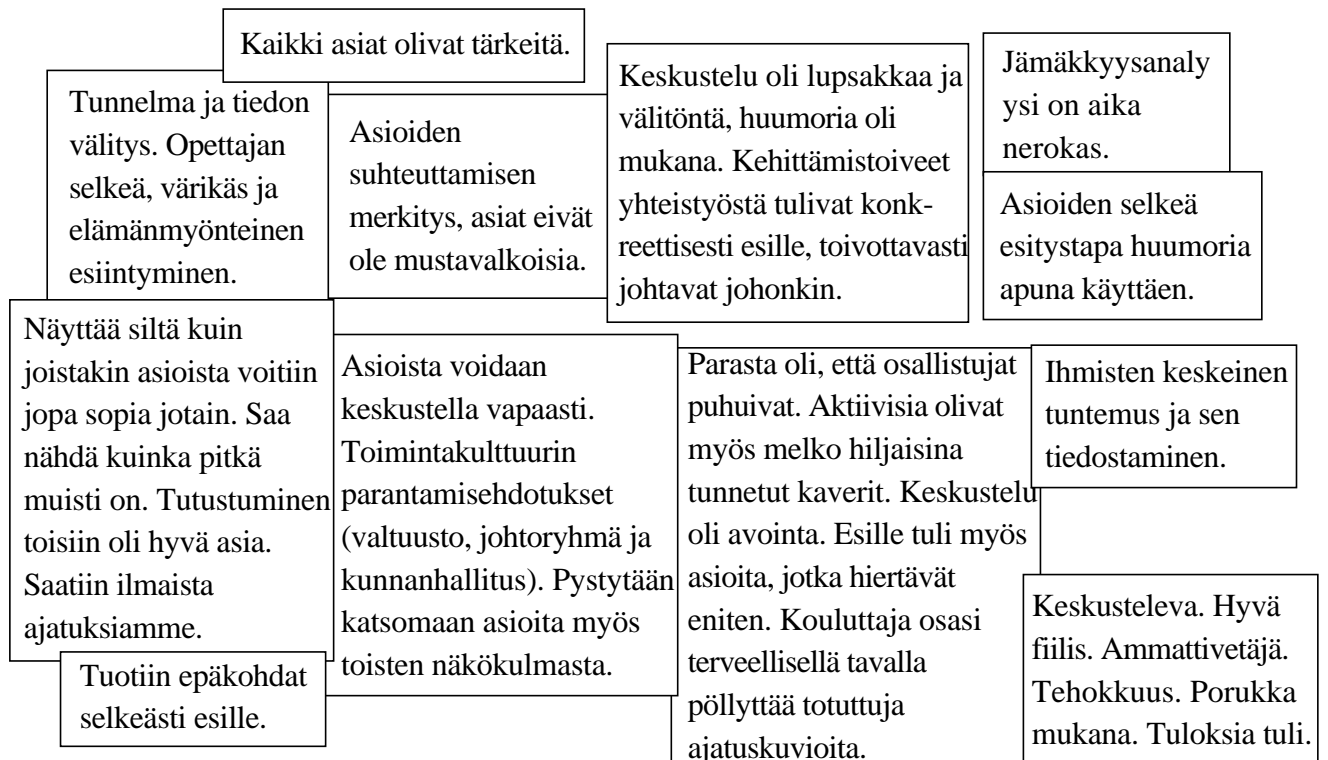 Kaikki asiat olivat tärkeitä.
Tunnelma ja tiedon
välitys. Opettajan
selkeä, värikäs ja
elämänmyönteinen
esiintyminen.
Asioiden
suhteuttamisen
merkitys, asiat eivät
ole mustavalkoisia.
Keskustelu oli lupsakkaa ja
välitöntä, huumoria oli
mukana. Kehittämistoiveet
yhteistyöstä tulivat konk-
reettisesti esille, toivottavasti
johtavat johonkin.
Jämäkkyysanaly
ysi on aika
nerokas.
Asioiden selkeä
esitystapa huumoria
apuna käyttäen.
Näyttää siltä kuin
joistakin asioista voitiin
jopa sopia jotain. Saa
nähdä kuinka pitkä
muisti on. Tutustuminen
toisiin oli hyvä asia.
Saatiin ilmaista
ajatuksiamme.
Asioista voidaan
keskustella vapaasti.
Toimintakulttuurin
parantamisehdotukset
(valtuusto, johtoryhmä ja
kunnanhallitus). Pystytään
katsomaan asioita myös
toisten näkökulmasta.
Parasta oli, että osallistujat
puhuivat. Aktiivisia olivat
myös melko hiljaisina
tunnetut kaverit. Keskustelu
oli avointa. Esille tuli myös
asioita, jotka hiertävät
eniten. Kouluttaja osasi
terveellisellä tavalla
pöllyttää totuttuja
ajatuskuvioita.
Ihmisten keskeinen
tuntemus ja sen
tiedostaminen.
Tuotiin epäkohdat
selkeästi esille.
Keskusteleva. Hyvä
fiilis. Ammattivetäjä.
Tehokkuus. Porukka
mukana. Tuloksia tuli.